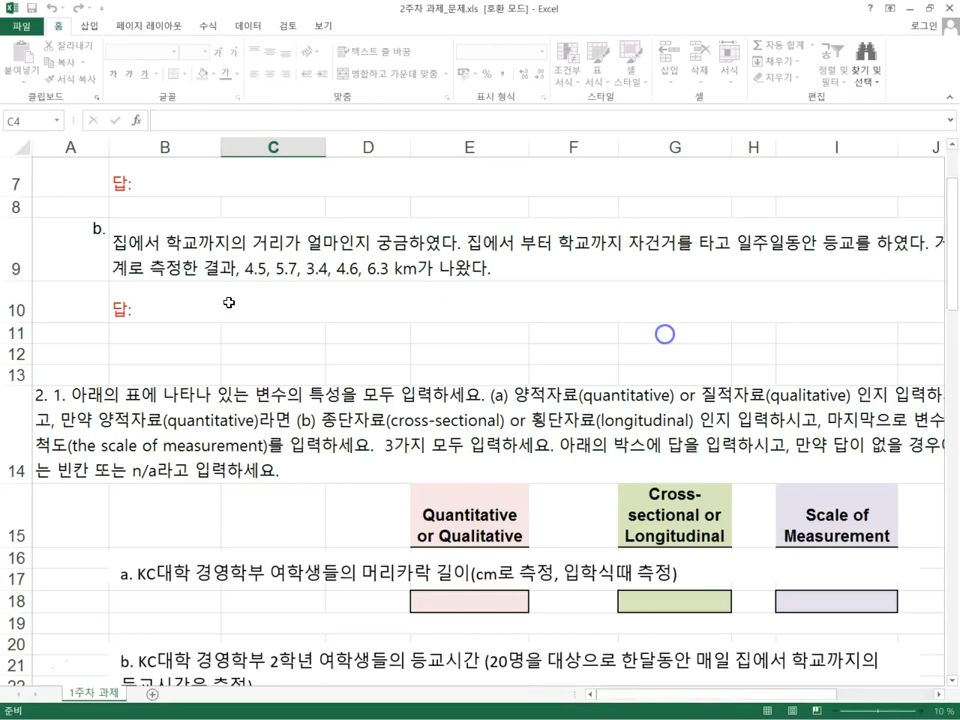 2주차 과제_문제.xls [호환 모드] - Excel
파일 홈 삽입 페이지 레이아웃 수식 데이터 검토 보기 로그인
잘라내기
붙여넣기 복사
서식 복사
텍스트 줄 바꿈
병합하고 가운데 맞춤
조건부 서식 표 서식 셀 스타일
삽입 삭제 서식
자동 합계
채우기
지우기
정렬 및 필터 찾기 및 선택
클립보드 글꼴 맞춤 표시 형식 스타일 셀 편집
C4 fx
A B C D E F G H I J
7 답:
8
b.
집에서 학교까지의 거리가 얼마인지 궁금하였다. 집에서 부터 학교까지 자건거를 타고 일주일동안 등교를 하였다.
9 계로 측정한 결과, 4.5, 5.7, 3.4, 4.6, 6.3 km가 나왔다.
10 답:
11
12
13
2. 1. 아래의 표에 나타나 있는 변수의 특성을 모두 입력하세요. (a) 양적자료(quantitative) or 질적자료(qualitative) 인지 입력하
고, 만약 양적자료(quantitative)라면 (b) 종단자료(cross-sectional) or 횡단자료(longitudinal) 인지 입력하시고, 마지막으로 변수
척도(the scale of measurement)를 입력하세요. 3가지 모두 입력하세요. 아래의 박스에 답을 입력하시고, 만약 답이 없을 경우에
14 는 빈칸 또는 n/a라고 입력하세요.
15 Quantitative or Qualitative Cross-sectional or Longitudinal Scale of Measurement
16
17 a. KC대학 경영학부 여학생들의 머리카락 길이(cm로 측정, 입학식때 측정)
18
19
20
21 b. KC대학 경영학부 2학년 여학생들의 등교시간 (20명을 대상으로 한달동안 매일 집에서 학교까지의
22 등교시간을 측정)
1주차 과제
준비 10 %